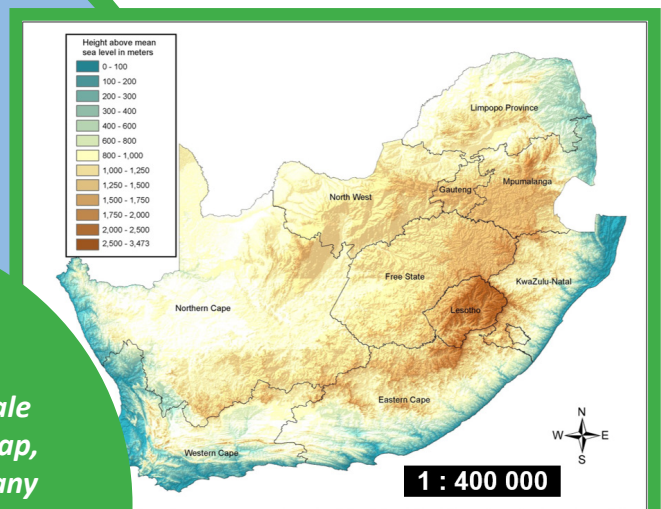 Height above mean
sea level in meters
0 - 100
100 - 200
200 - 300
300 - 400
400 - 600
600 - 800
800 - 1,000
1,000 - 1,250
1,250 - 1,500
1,500 - 1,750
1,750 - 2,000
2,000 - 2,500
2,500 - 3,473
Limpopo Province
Mpumalanga
Gauteng
North West
Free State
KwaZulu-Natal
Lesotho
Northern Cape
Eastern Cape
Western Cape
N
W E
S
1 : 400 000
ale
ap,
any